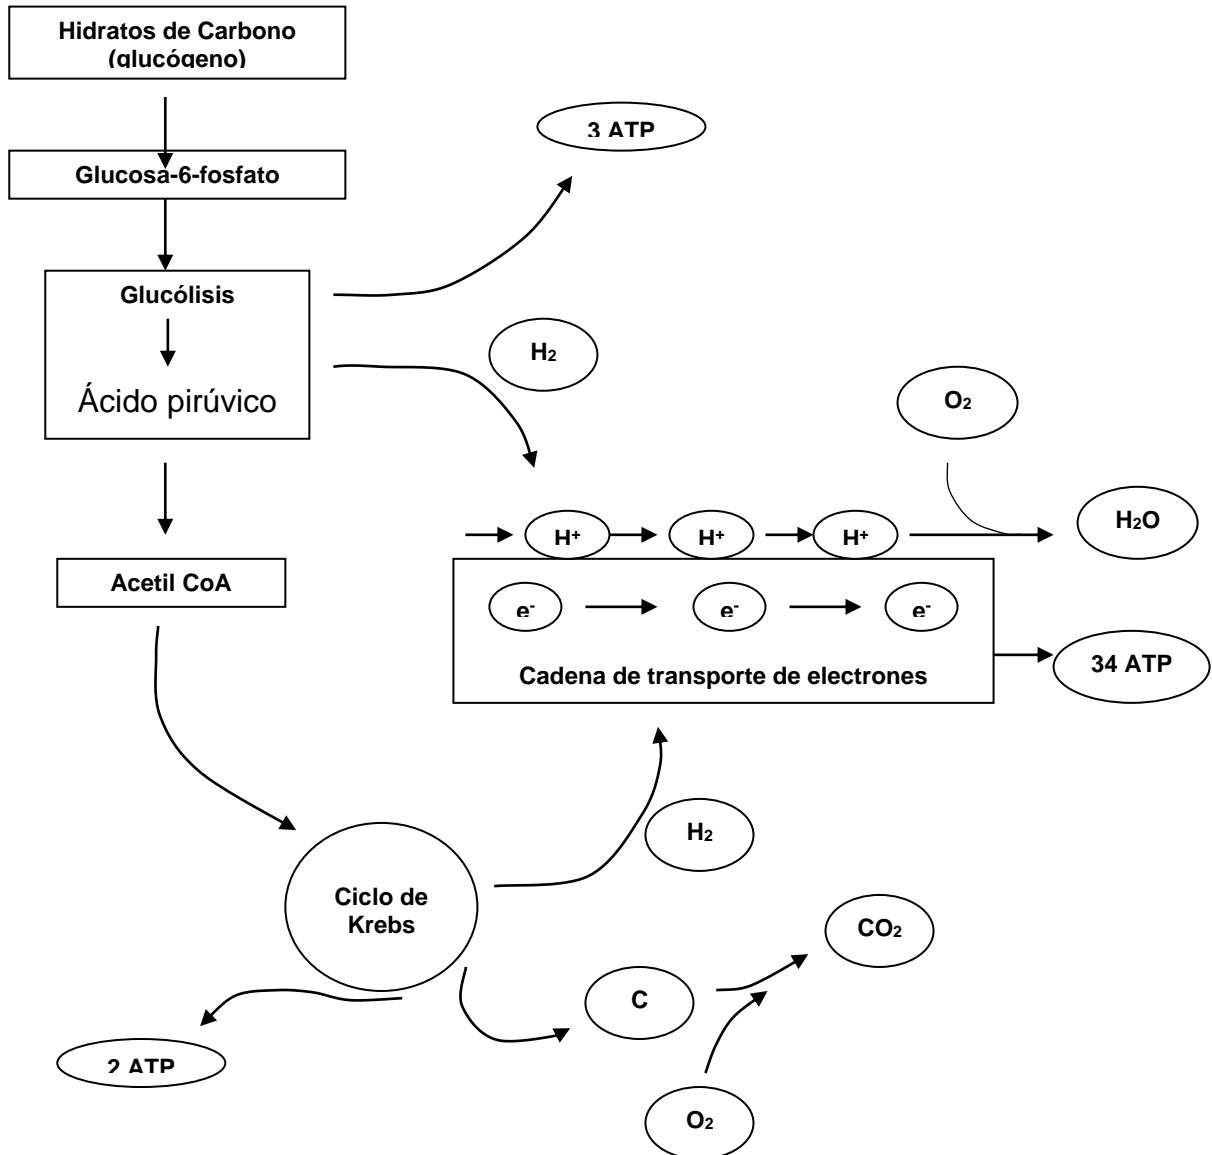 Hidratos de Carbono
(glucógeno)
3 ATP
Glucosa-6-fosfato
Glucólisis
H₂
Ácido pirúvico
O₂
H₂O
H⁺
H⁺
H⁺
Acetil CoA
e⁻
e⁻
e⁻
34 ATP
Cadena de transporte de electrones
H₂
Ciclo de
Krebs
CO₂
C
2 ATP
O₂